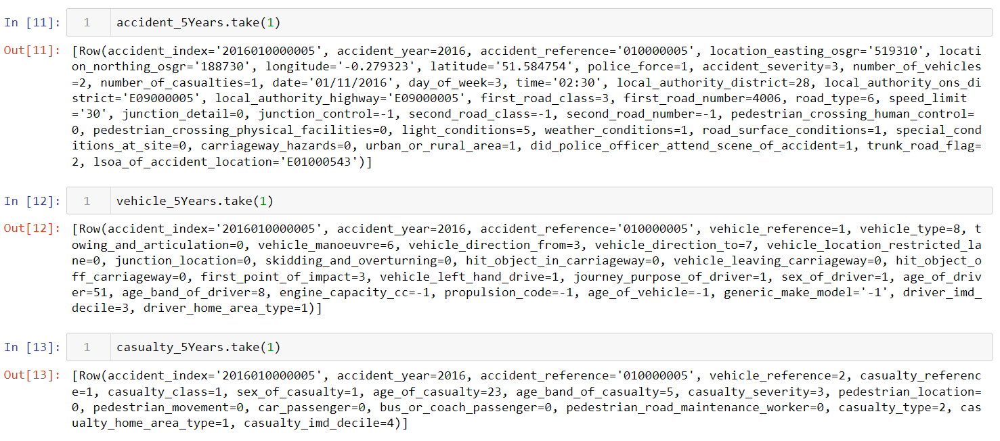 In [11]: 1 accident_5Years.take(1)
Out[11]: [Row(accident_index='2016010000005', accident_year=2016, accident_reference='010000005', location_easting_osgr='519310', locati
on_northing_osgr='188730', longitude='-0.279323', latitude='51.584754', police_force=1, accident_severity=3, number_of_vehicles
=2, number_of_casualties=1, date='01/11/2016', day_of_week=3, time='02:30', local_authority_district=28, local_authority_ons_di
strict='E09000005', local_authority_highway='E09000005', first_road_class=3, first_road_number=4006, road_type=6, speed_limit
='30', junction_detail=0, junction_control=-1, second_road_class=-1, second_road_number=-1, pedestrian_crossing_human_control=
0, pedestrian_crossing_physical_facilities=0, light_conditions=5, weather_conditions=1, road_surface_conditions=1, special_cond
itions_at_site=0, carriageway_hazards=0, urban_or_rural_area=1, did_police_officer_attend_scene_of_accident=1, trunk_road_flag=
2, lsoa_of_accident_location='E01000543')]
In [12]: 1 vehicle_5Years.take(1)
Out[12]: [Row(accident_index='2016010000005', accident_year=2016, accident_reference='010000005', vehicle_reference=1, vehicle_type=8, t
owing_and_articulation=0, vehicle_manoeuvre=6, vehicle_direction_from=3, vehicle_direction_to=7, vehicle_location_restricted_la
ne=0, junction_location=0, skidding_and_overturning=0, hit_object_in_carriageway=0, vehicle_leaving_carriageway=0, hit_object_o
ff_carriageway=0, first_point_of_impact=3, vehicle_left_hand_drive=1, journey_purpose_of_driver=1, sex_of_driver=1, age_of_driv
er=51, age_band_of_driver=8, engine_capacity_cc=-1, propulsion_code=-1, age_of_vehicle=-1, generic_make_model='-1', driver_imd_
decile=3, driver_home_area_type=1)]
In [13]: 1 casualty_5Years.take(1)
Out[13]: [Row(accident_index='2016010000005', accident_year=2016, accident_reference='010000005', vehicle_reference=2, casualty_referenc
e=1, casualty_class=1, sex_of_casualty=1, age_of_casualty=23, age_band_of_casualty=5, casualty_severity=3, pedestrian_location=
0, pedestrian_movement=0, car_passenger=0, bus_or_coach_passenger=0, pedestrian_road_maintenance_worker=0, casualty_type=2, cas
ualty_home_area_type=1, casualty_imd_decile=4)]